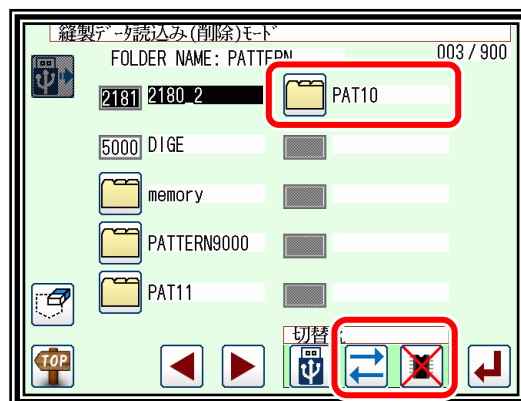 縫製ﾃﾞｰﾀ読込み(削除)ﾓｰﾄﾞ
FOLDER NAME: PATTERN
003 / 900
2181 2180_2
PAT10
5000 DIGE
memory
PATTERN9000
PAT11
切替
TOP